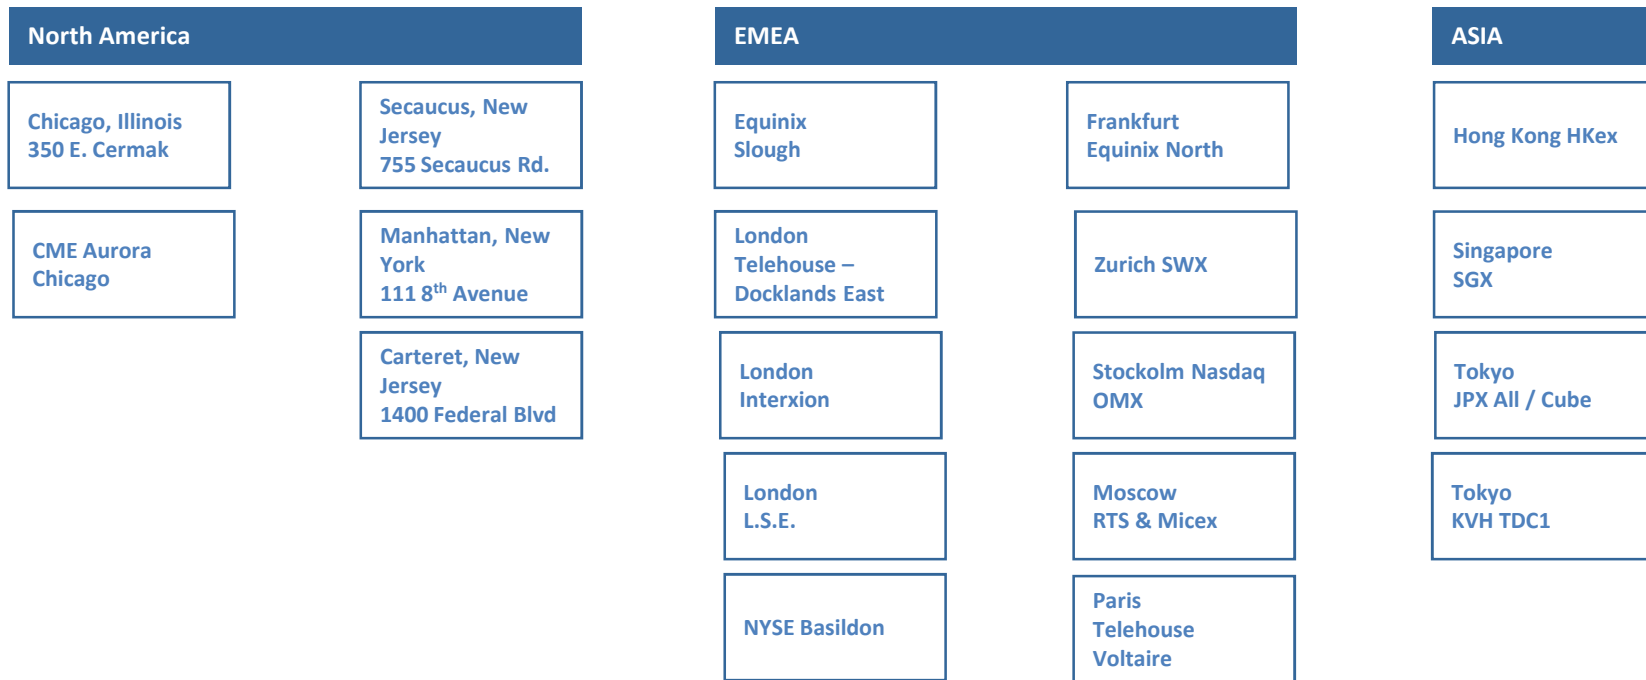 North America
Chicago, Illinois
350 E. Cermak
CME Aurora
Chicago
Secaucus, New
Jersey
755 Secaucus Rd.
Manhattan, New
York
111 8th Avenue
Carteret, New
Jersey
1400 Federal Blvd
EMEA
Equinix
Slough
London
Telehouse –
Docklands East
London
Interxion
London
L.S.E.
NYSE Basildon
Frankfurt
Equinix North
Zurich SWX
Stockolm Nasdaq
OMX
Moscow
RTS & Micex
Paris
Telehouse
Voltaire
ASIA
Hong Kong HKex
Singapore
SGX
Tokyo
JPX All / Cube
Tokyo
KVH TDC1